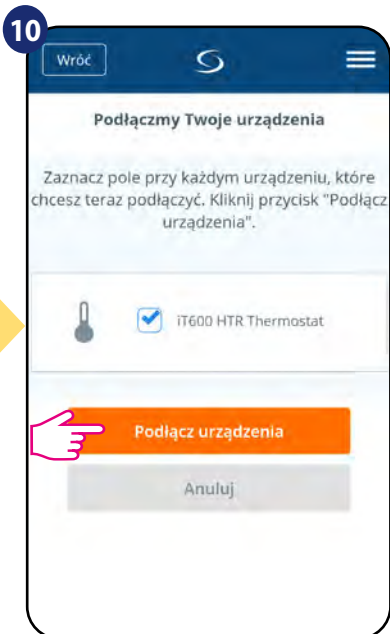 10
Wróć
Podłączmy Twoje urządzenia
Zaznacz pole przy każdym urządzeniu, które
chcesz teraz podłączyć. Kliknij przycisk "Podłącz
urządzenia".
iT600 HTR Thermostat
Podłącz urządzenia
Anuluj